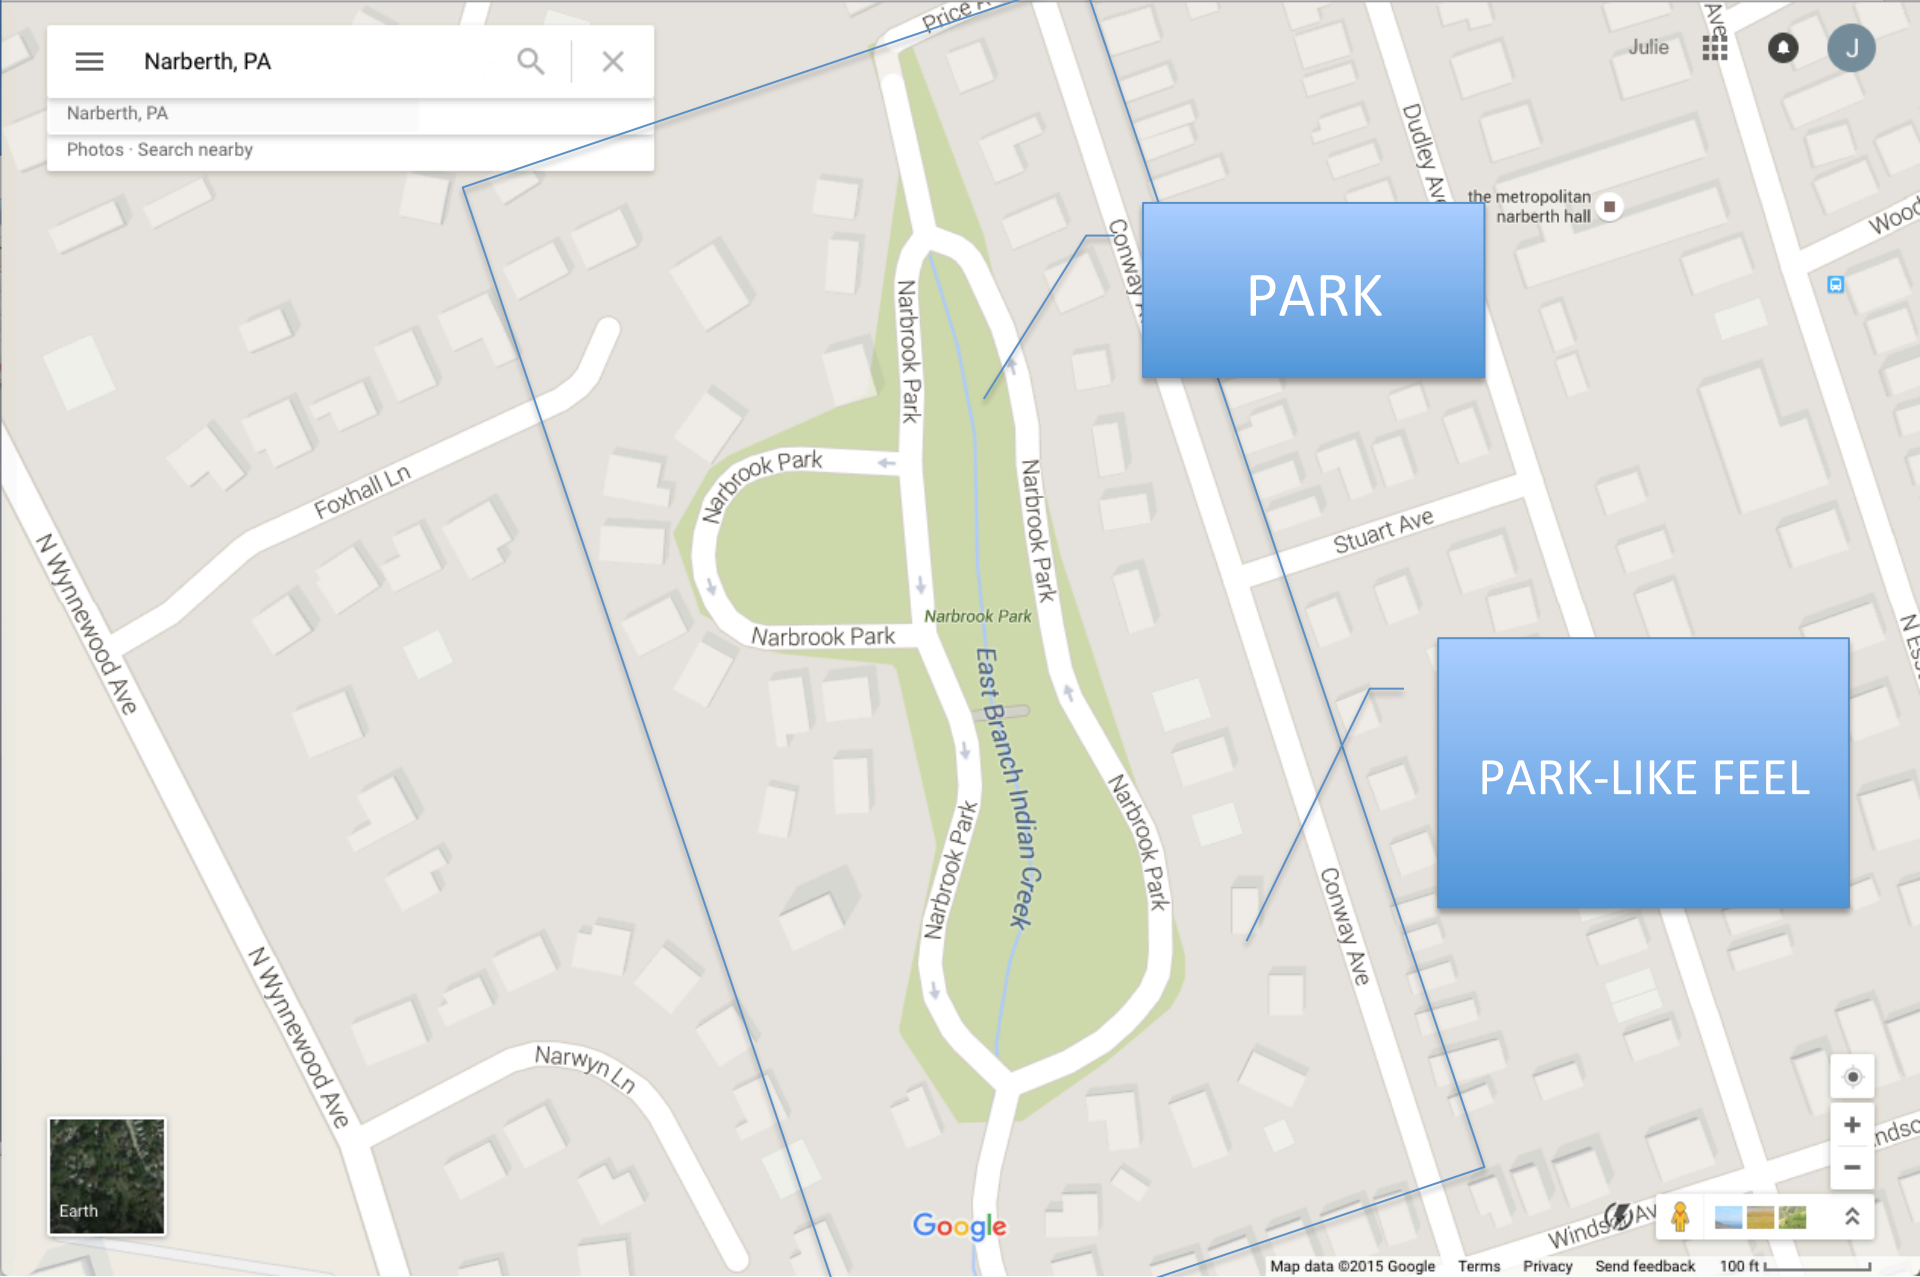 Narberth, PA
Narberth, PA
Photos · Search nearby
Julie
J
Dudley Ave
the metropolitan
narberth hall
Conway
PARK
Narbrook Park
Narbrook Park
Foxhall Ln
Narbrook Park
Stuart Ave
N Wynnewood Ave
Narbrook Park
Narbrook Park
East Branch Indian Creek
PARK-LIKE FEEL
Narbrook Park
Narbrook Park
Conway Ave
N Wynnewood Ave
Narwyn Ln
Earth
Google
Map data ©2015 Google Terms Privacy Send feedback 100 ft